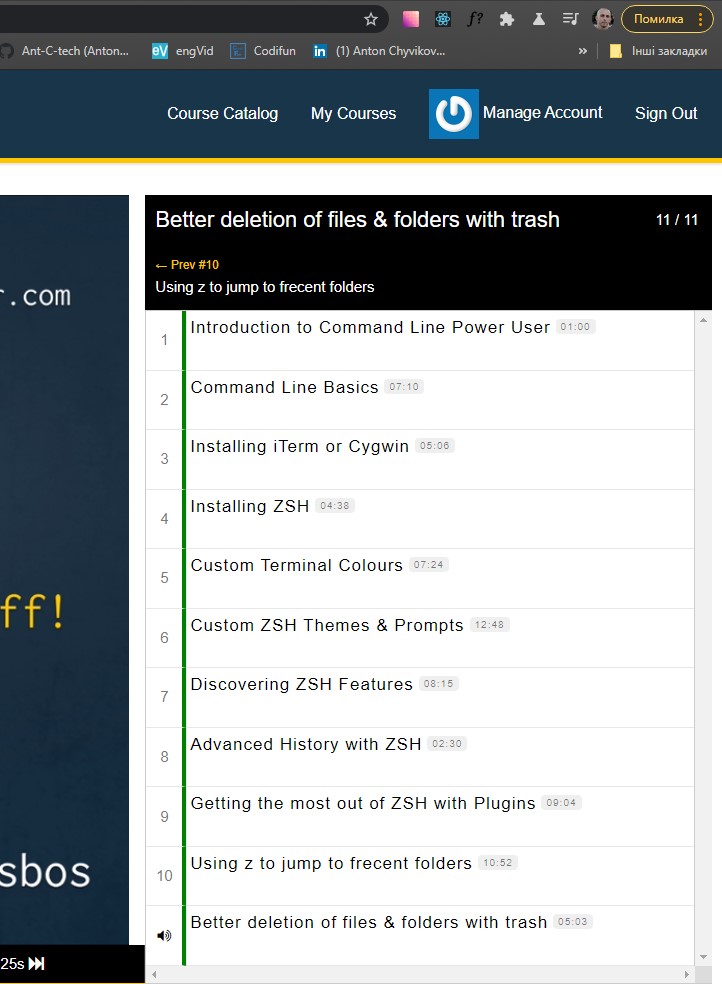 f?
Помилка
Ant-C-tech (Anton...
eV engVid
Codifun
in (1) Anton Chyvikov...
»
Інші закладки
Course Catalog
My Courses
Manage Account
Sign Out
Better deletion of files & folders with trash
11 / 11
← Prev #10
Using z to jump to frecent folders
r.com
ff!
sbos
25s
1 Introduction to Command Line Power User 01:00
2 Command Line Basics 07:10
3 Installing iTerm or Cygwin 05:06
4 Installing ZSH 04:38
5 Custom Terminal Colours 07:24
6 Custom ZSH Themes & Prompts 12:48
7 Discovering ZSH Features 08:15
8 Advanced History with ZSH 02:30
9 Getting the most out of ZSH with Plugins 09:04
10 Using z to jump to frecent folders 10:52
Better deletion of files & folders with trash 05:03